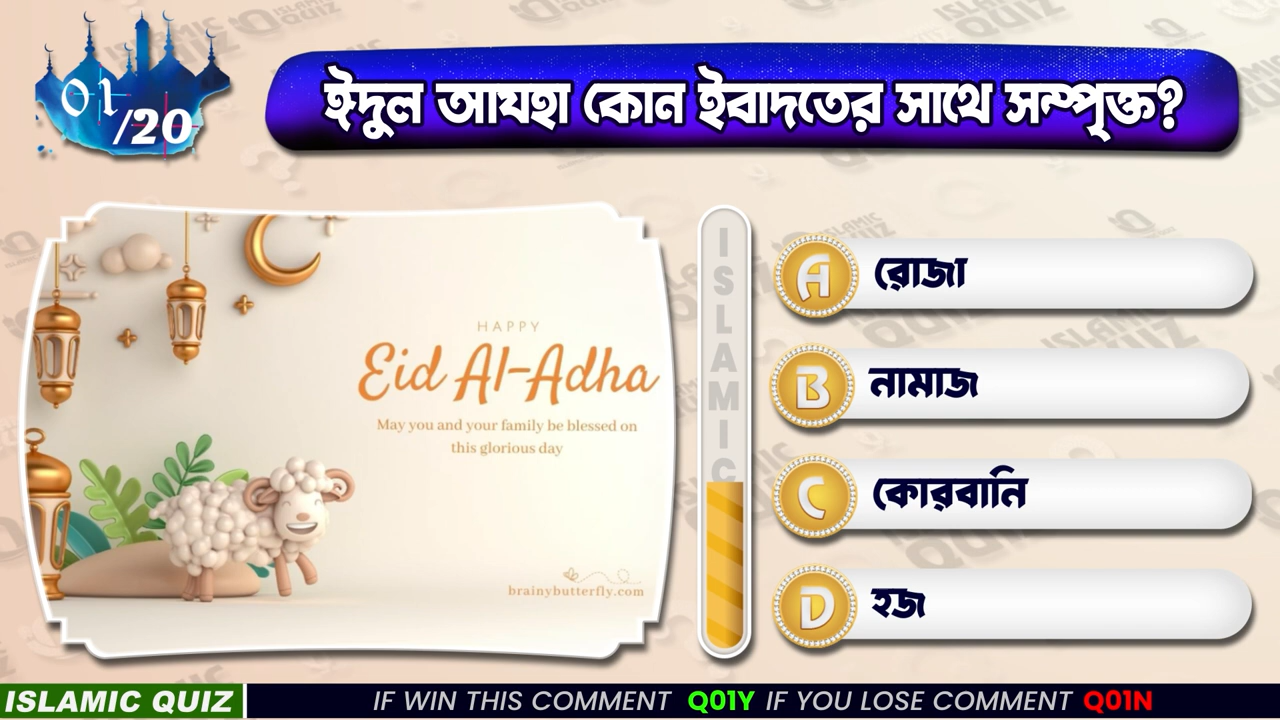 01
/20
ঈদুল আযহা কোন ইবাদতের সাথে সম্পৃক্ত?
HAPPY
Eid Al-Adha
May you and your family be blessed on
this glorious day
brainybutterfly.com
ISLAMIC
A রোজা
B নামাজ
C কোরবানি
D হজ
ISLAMIC QUIZ
IF WIN THIS COMMENT Q01Y IF YOU LOSE COMMENT Q01N